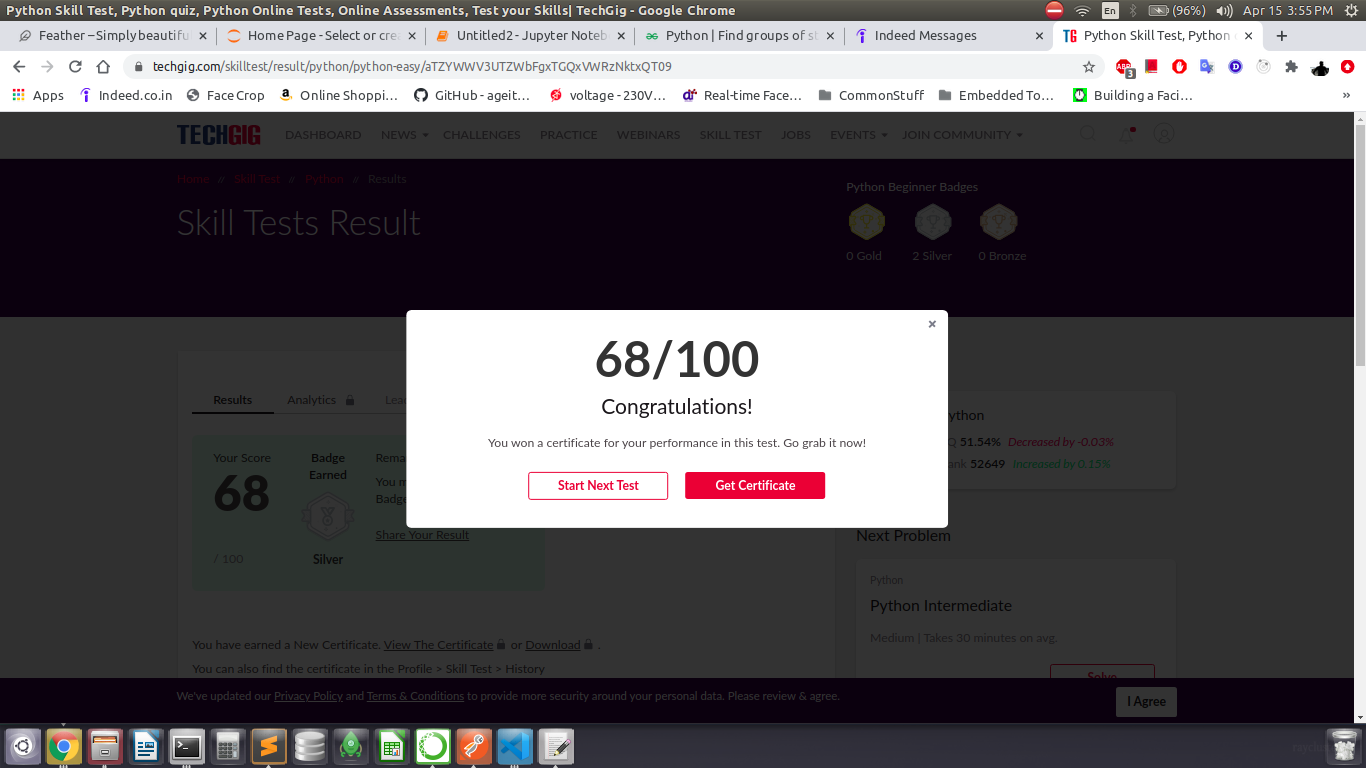 Python Skill Test, Python quiz, Python Online Tests, Online Assessments, Test your Skills| TechGig - Google Chrome
En
(96%)
Apr 15 3:55PM
Feather – Simply beautiful
Home Page - Select or cre
Untitled2 - Jupyter Noteb
Python | Find groups of st
Indeed Messages
Python Skill Test, Python
techgig.com/skilltest/result/python/python-easy/aTZYWWV3UTZWbFgxTGQxVWRzNktxQT09
ABP
3
Apps
Indeed.co.in
Face Crop
Online Shoppi...
GitHub - ageit...
voltage - 230V...
Real-time Face...
CommonStuff
Embedded To...
Building a Faci...
»
TECHGIG
DASHBOARD
NEWS
CHALLENGES
PRACTICE
WEBINARS
SKILL TEST
JOBS
EVENTS
JOIN COMMUNITY
Home // Skill Test // Python // Results
Skill Tests Result
Python Beginner Badges
0 Gold
2 Silver
0 Bronze
68/100
Congratulations!
You won a certificate for your performance in this test. Go grab it now!
Start Next Test
Get Certificate
Results
Analytics
Lea
Your Score
68
/ 100
Badge
Earned
Silver
Rema
You m
Badge
Share Your Result
ython
Q 51.54% Decreased by -0.03%
ank 52649 Increased by 0.15%
Next Problem
Python
Python Intermediate
Medium | Takes 30 minutes on avg.
Solve
You have earned a New Certificate. View The Certificate or Download .
You can also find the certificate in the Profile > Skill Test > History
We've updated our Privacy Policy and Terms & Conditions to provide more security around your personal data. Please review & agree.
I Agree